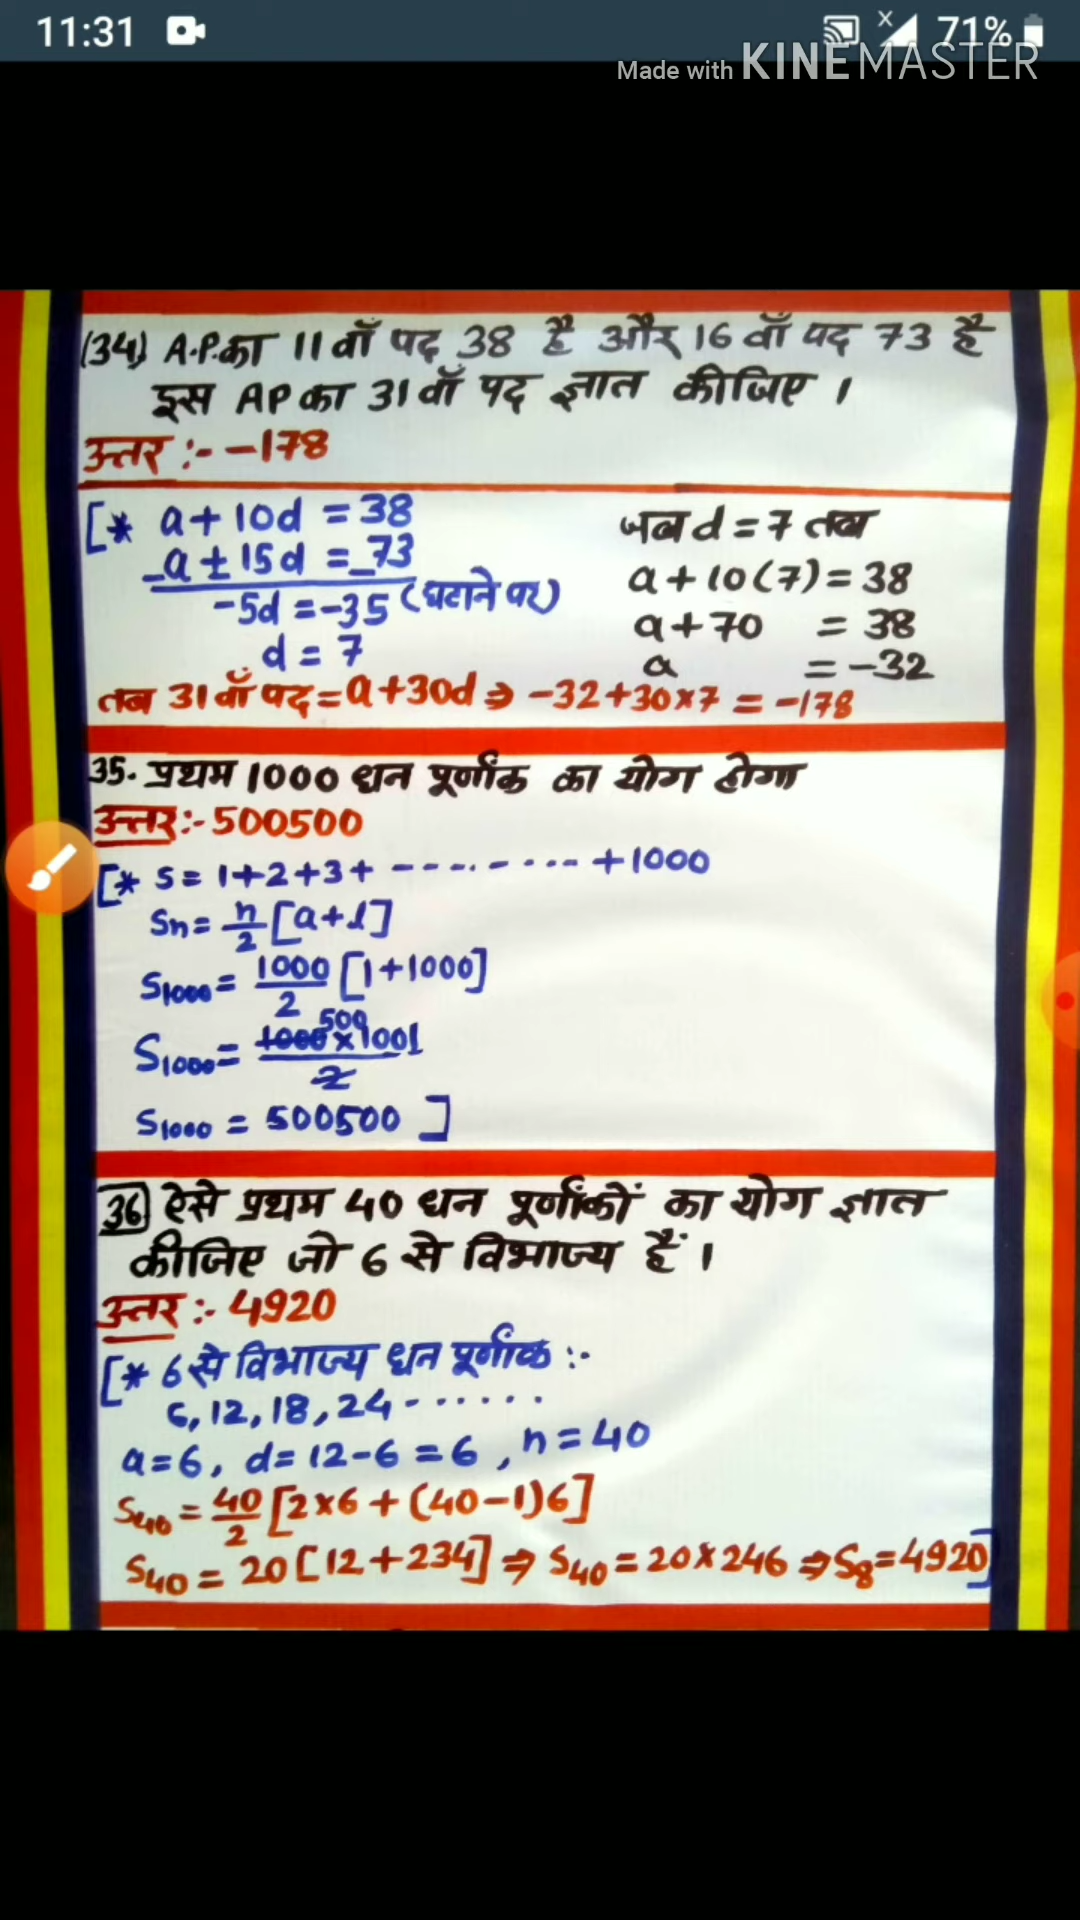 11:31
71%
Made with KINEMASTER
(34) A.P. का 11 वाँ पद 38 है और 16 वाँ पद 73 है
इस AP का 31 वाँ पद ज्ञात कीजिए ।
उत्तर :- -178
[* a + 10d = 38
-a ± 15d = -73
-5d = -35 (घटाने पर)
d = 7
जब d = 7 तब
a + 10(7) = 38
a + 70 = 38
a = -32
तब 31 वाँ पद = a + 30d ⇒ -32 + 30 × 7 = -178
35. प्रथम 1000 धन पूर्णांक का योग होगा
उत्तर :- 500500
[* S = 1 + 2 + 3 + --------- + 1000
Sn = n/2 [a + l]
S1000 = 1000/2 [1 + 1000]
500
S1000 = 1000 × 1001/2
S1000 = 500500 ]
36 ऐसे प्रथम 40 धन पूर्णांकों का योग ज्ञात
कीजिए जो 6 से विभाज्य हैं ।
उत्तर :- 4920
[* 6 से विभाज्य धन पूर्णांक :-
6, 12, 18, 24 ------
a = 6, d = 12 - 6 = 6, n = 40
S40 = 40/2 [2 × 6 + (40 - 1)6]
S40 = 20 [12 + 234] ⇒ S40 = 20 × 246 ⇒ S8 = 4920]